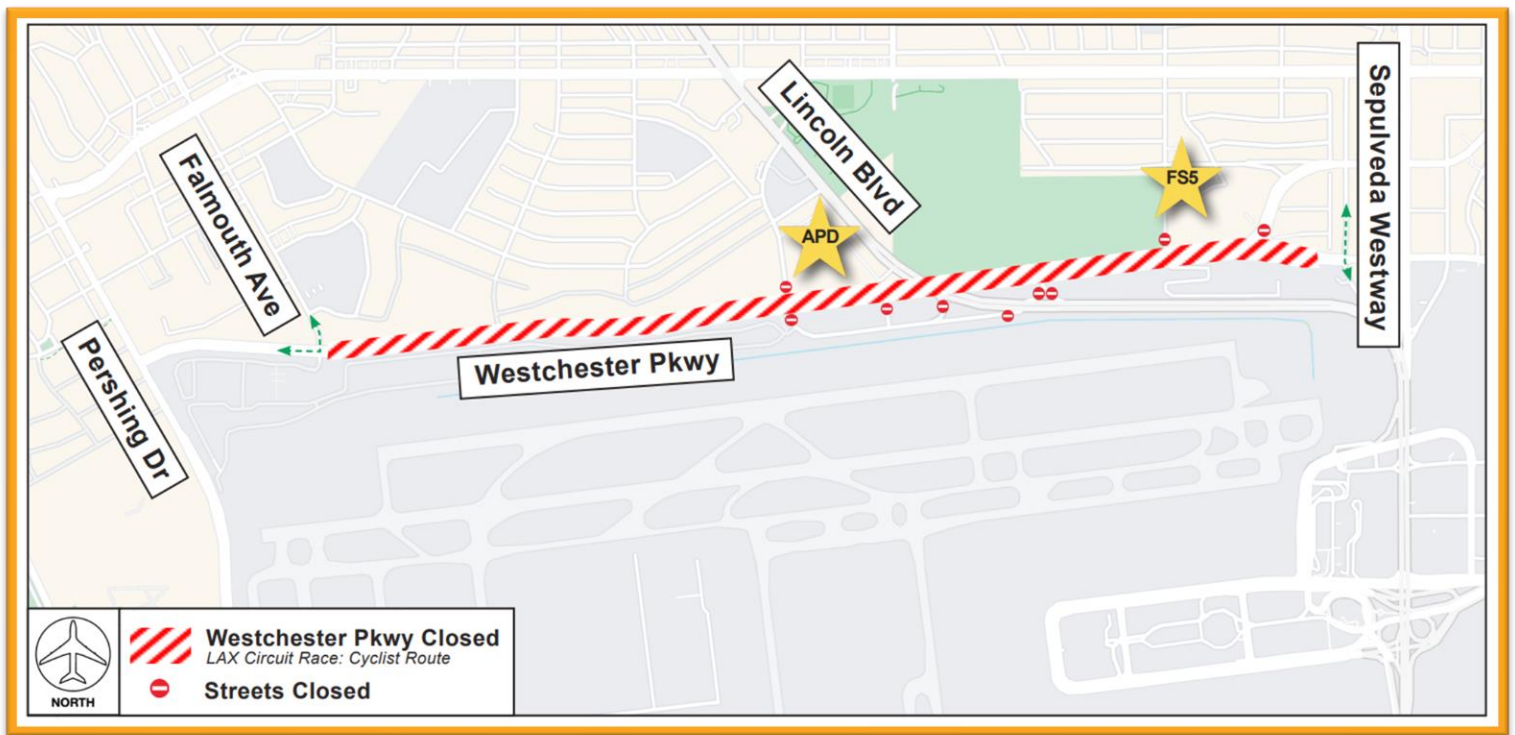 Sepulveda Westway
Lincoln Blvd
FS5
Falmouth Ave
APD
Westchester Pkwy
Pershing Dr
NORTH
Westchester Pkwy Closed
LAX Circuit Race: Cyclist Route
Streets Closed